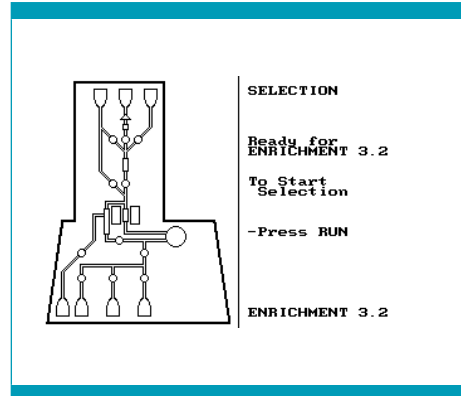 SELECTION
Ready for
ENRICHMENT 3.2
To Start
Selection
-Press RUN
ENRICHMENT 3.2